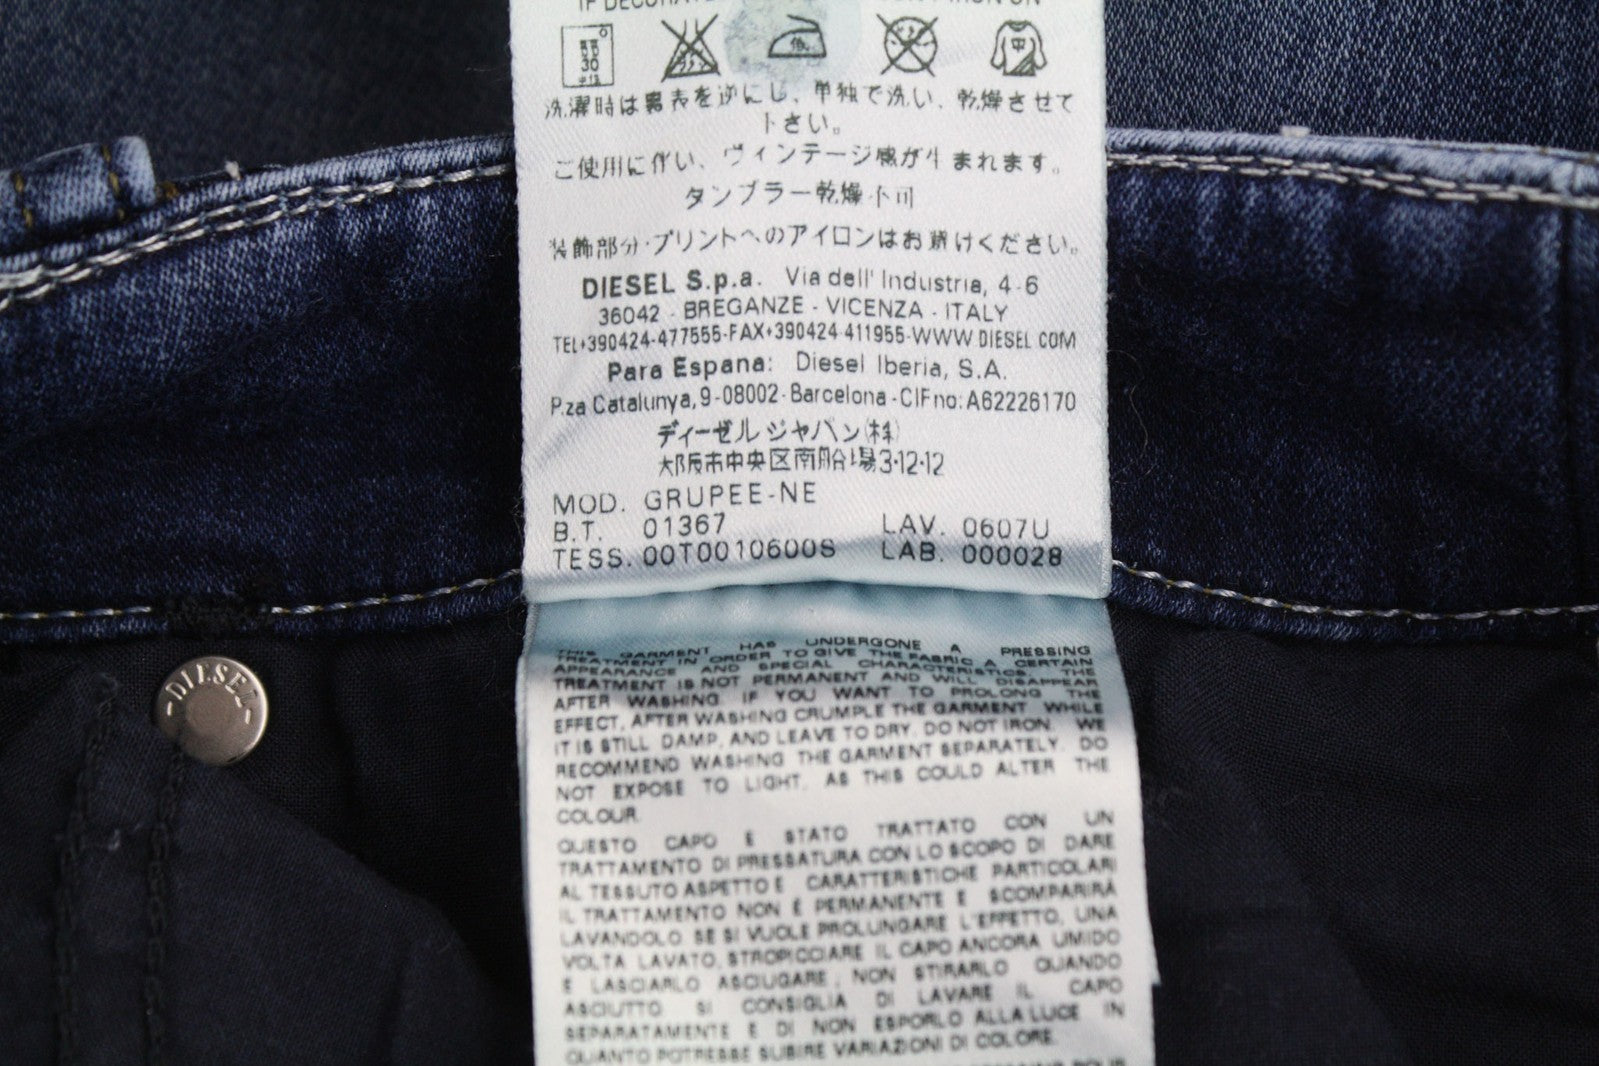 IF DECORATED
IRON ON
30
低
中
洗濯時は裏表を逆にし、単独で洗い、乾燥させて
下さい。
ご使用に伴い、ヴィンテージ感が生まれます。
タンブラー乾燥不可
装飾部分・プリントへのアイロンはお避けください。
DIESEL S.p.a. Via dell' Industria, 4-6
36042 - BREGANZE - VICENZA - ITALY
TEL+390424-477555-FAX+390424-411955-WWW.DIESEL.COM
Para Espana: Diesel Iberia, S.A.
P.za Catalunya, 9-08002-Barcelona-CIFno:A62226170
ディーゼル ジャパン(株)
大阪市中央区南船場3-12-12
MOD. GRUPEE-NE
B.T. 01367 LAV. 0607U
TESS. 00T0010600S LAB. 000028
-DIESEL-
THIS GARMENT HAS UNDERGONE A PRESSING
TREATMENT IN ORDER TO GIVE THE FABRIC A CERTAIN
APPEARANCE AND SPECIAL CHARACTERISTICS. THE
TREATMENT IS NOT PERMANENT AND WILL DISAPPEAR
AFTER WASHING. IF YOU WANT TO PROLONG THE
EFFECT, AFTER WASHING CRUMPLE THE GARMENT WHILE
IT IS STILL DAMP, AND LEAVE TO DRY. DO NOT IRON. WE
RECOMMEND WASHING THE GARMENT SEPARATELY. DO
NOT EXPOSE TO LIGHT, AS THIS COULD ALTER THE
COLOUR.
QUESTO CAPO E STATO TRATTATO CON UN
TRATTAMENTO DI PRESSATURA CON LO SCOPO DI DARE
AL TESSUTO ASPETTO E CARATTERISTICHE PARTICOLARI
IL TRATTAMENTO NON É PERMANENTE E SCOMPARIRÁ
LAVANDOLO. SE SI VUOLE PROLUNGARE L'EFFETTO, UNA
VOLTA LAVATO, STROPICCIARE IL CAPO ANCORA UMIDO
E LASCIARLO ASCIUGARE, NON STIRARLO QUANDO
ASCIUTTO SI CONSIGLIA DI LAVARE IL CAPO
SEPARATAMENTE E DI NON ESPORLO ALLA LUCE IN
QUANTO POTREBBE SUBIRE VARIAZIONI DI COLORE.